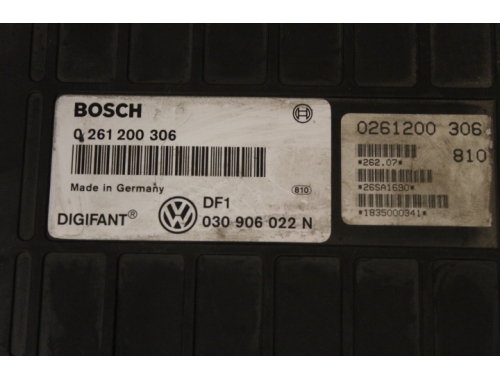 BOSCH
0 261 200 306
Made in Germany
810
DIGIFANT®
DF1
030 906 022 N
0261200 306
810
*262.07*
*26SA1690*
*1835000341*